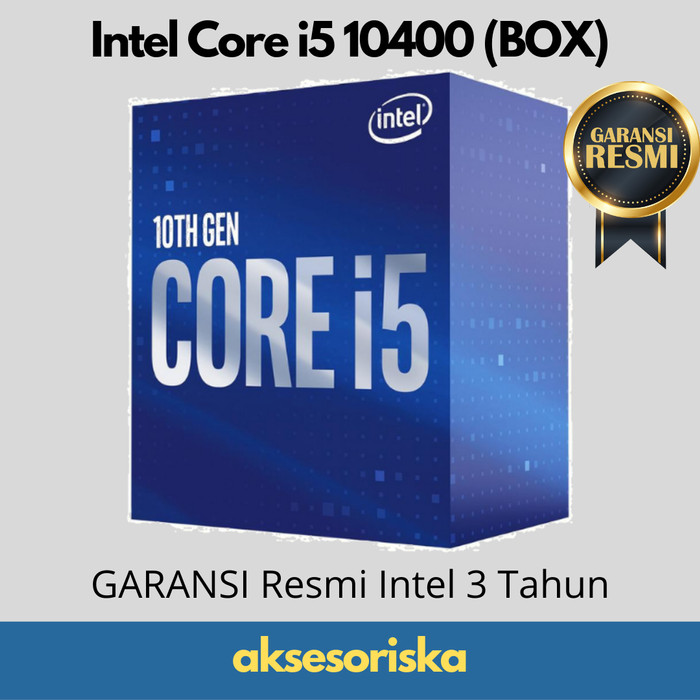 Intel Core i5 10400 (BOX)
intel
GARANSI
RESMI
10TH GEN
CORE i5
GARANSI Resmi Intel 3 Tahun
aksesoriska